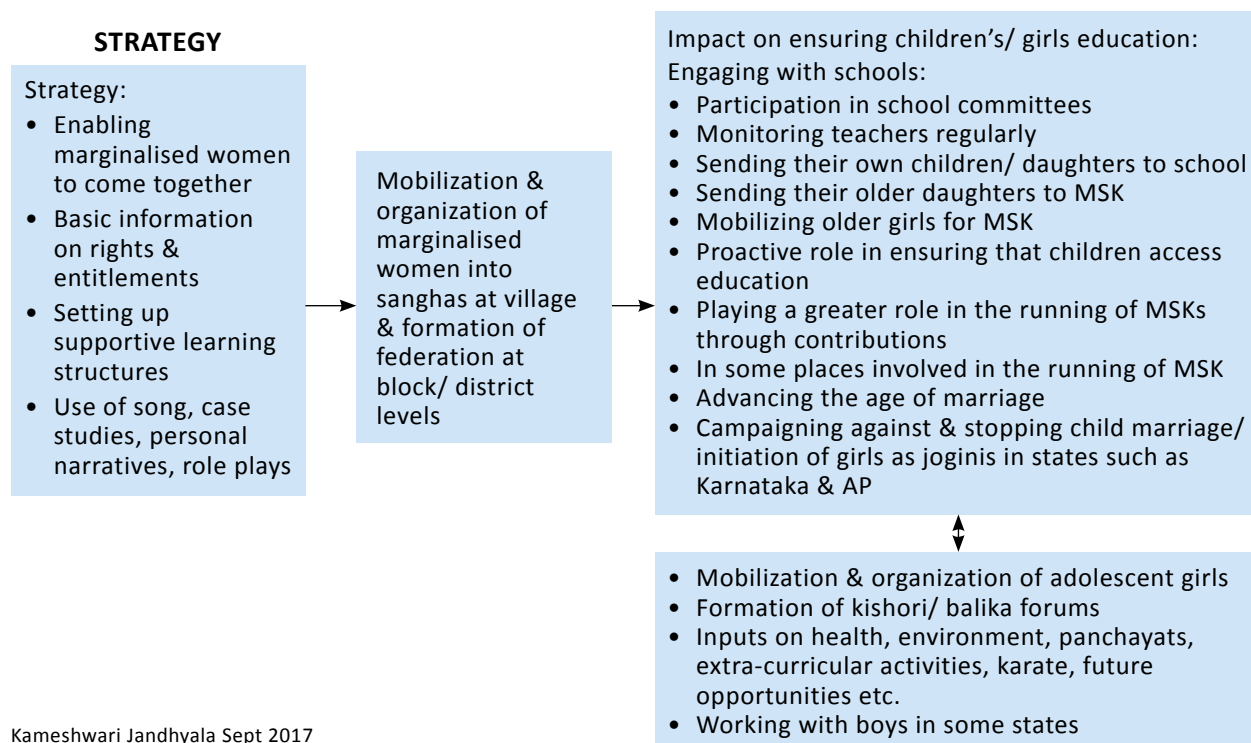 STRATEGY
Strategy:
• Enabling
marginalised women
to come together
• Basic information
on rights &
entitlements
• Setting up
supportive learning
structures
• Use of song, case
studies, personal
narratives, role plays
Mobilization &
organization of
marginalised
women into
sanghas at village
& formation of
federation at
block/ district
levels
Impact on ensuring children’s/ girls education:
Engaging with schools:
• Participation in school committees
• Monitoring teachers regularly
• Sending their own children/ daughters to school
• Sending their older daughters to MSK
• Mobilizing older girls for MSK
• Proactive role in ensuring that children access
education
• Playing a greater role in the running of MSKs
through contributions
• In some places involved in the running of MSK
• Advancing the age of marriage
• Campaigning against & stopping child marriage/
initiation of girls as joginis in states such as
Karnataka & AP
• Mobilization & organization of adolescent girls
• Formation of kishori/ balika forums
• Inputs on health, environment, panchayats,
extra-curricular activities, karate, future
opportunities etc.
• Working with boys in some states
Kameshwari Jandhyala Sept 2017